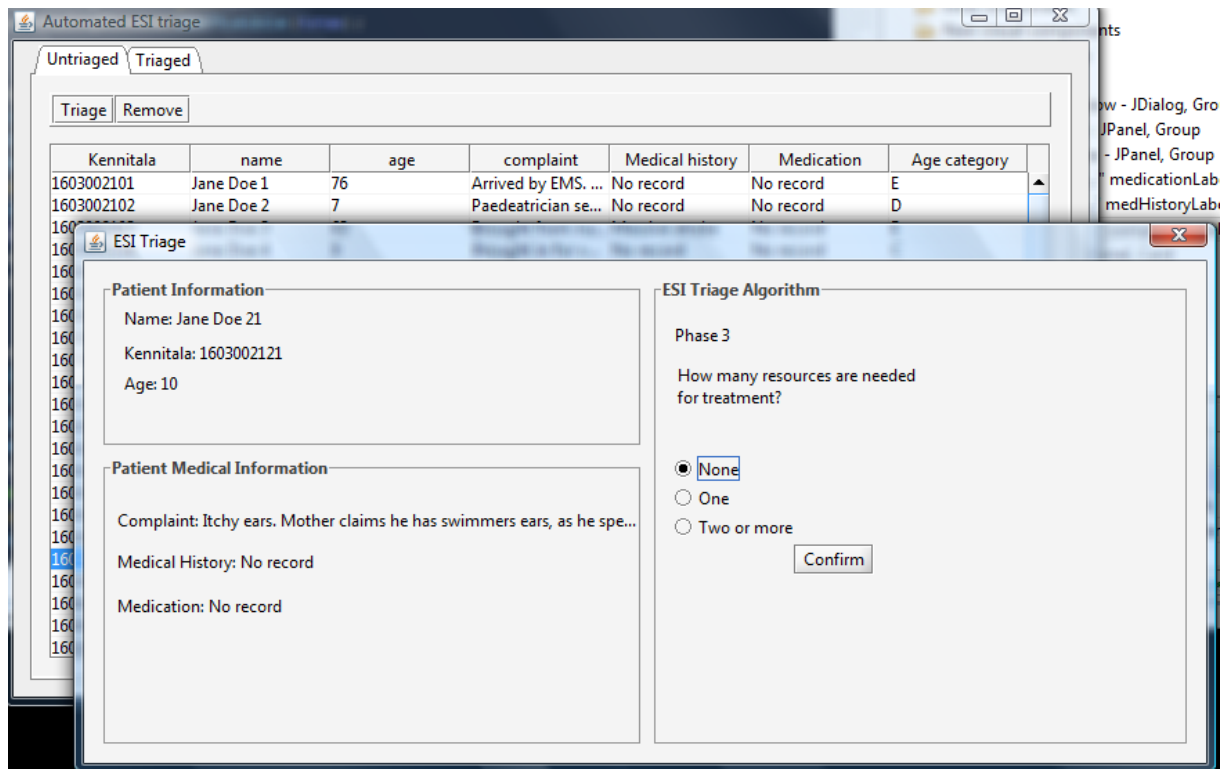 Automated ESI triage
nts
Untriaged Triaged
ow - JDialog, Gro
Triage Remove
JPanel, Group
- JPanel, Group
Kennitala name age complaint Medical history Medication Age category
" medicationLab
1603002101 Jane Doe 1 76 Arrived by EMS. ... No record No record E
1603002102 Jane Doe 2 7 Paedeatrician se... No record No record D
medHistoryLabe
ESI Triage
Patient Information
Name: Jane Doe 21
Kennitala: 1603002121
Age: 10
Patient Medical Information
Complaint: Itchy ears. Mother claims he has swimmers ears, as he spe...
Medical History: No record
Medication: No record
ESI Triage Algorithm
Phase 3
How many resources are needed
for treatment?
None
One
Two or more
Confirm